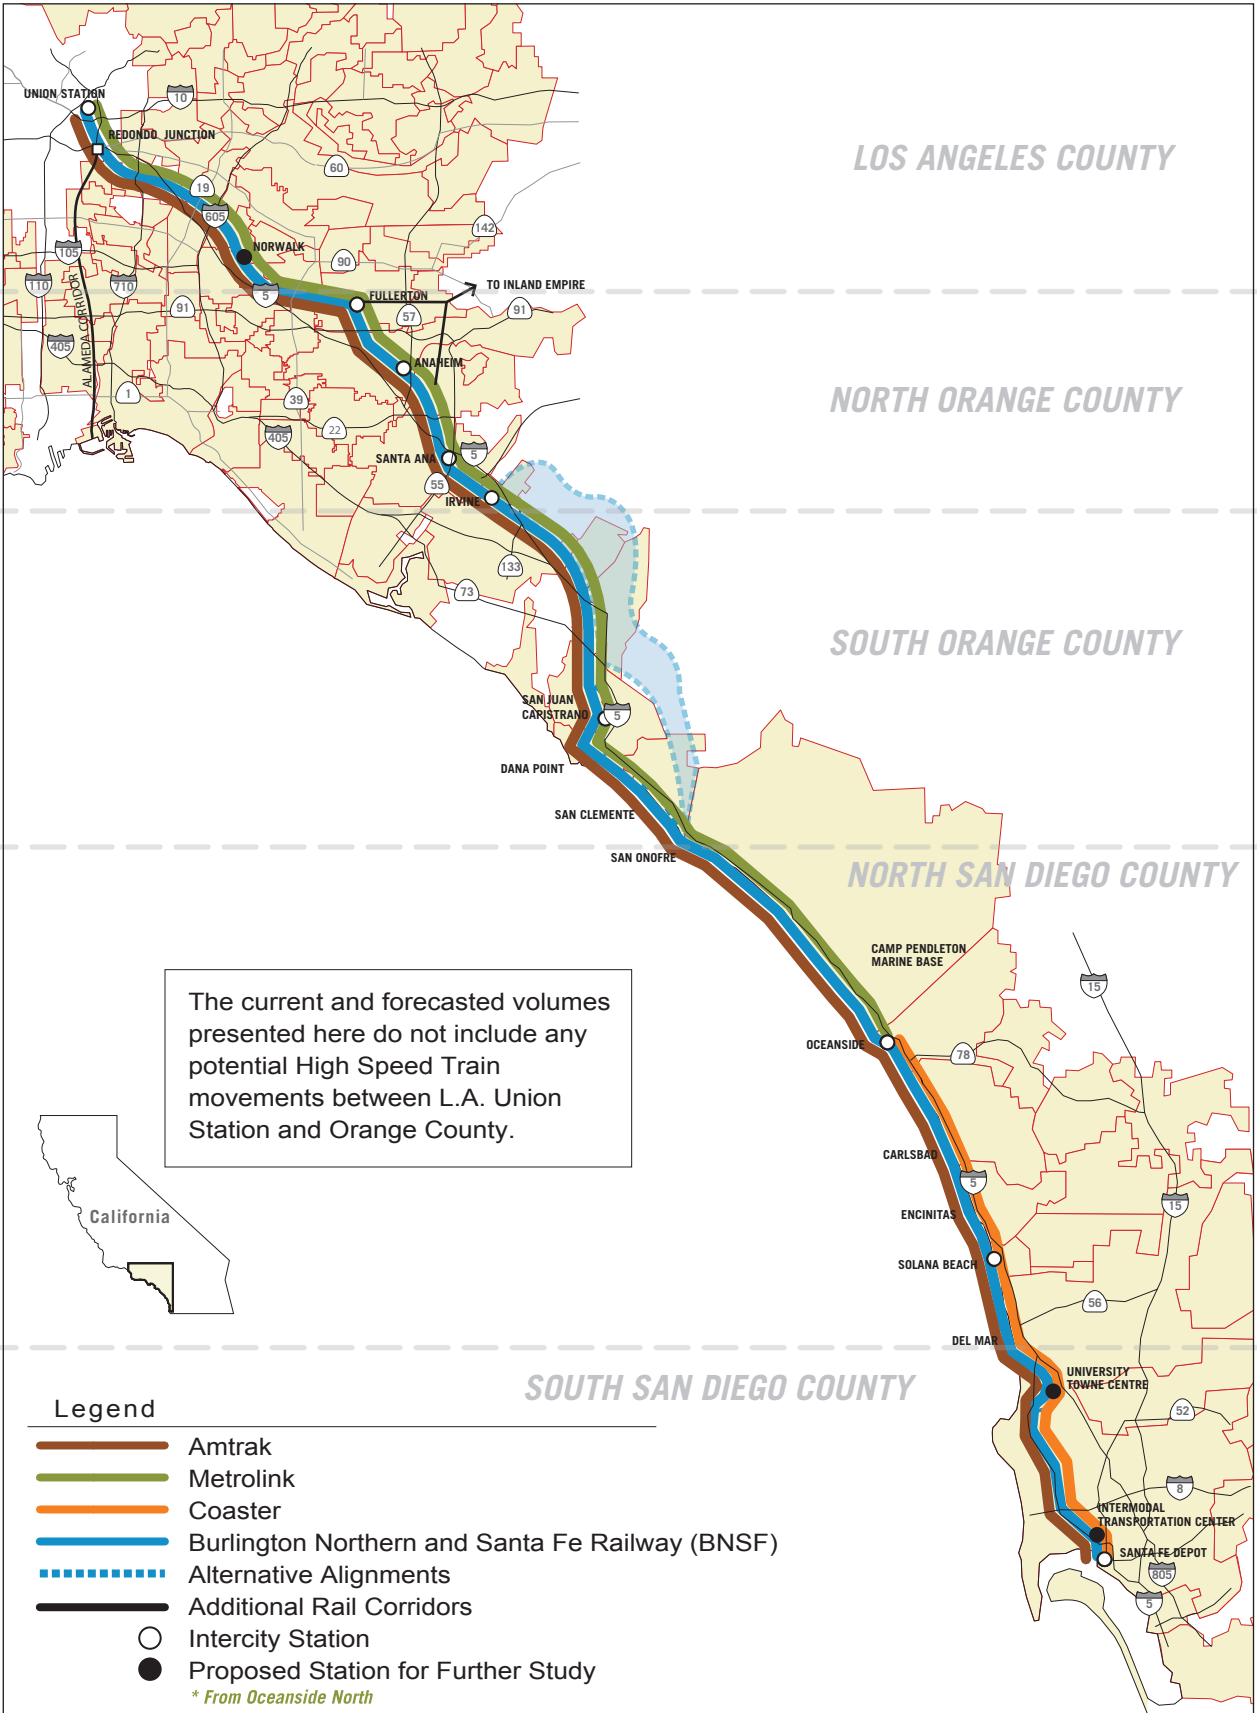 UNION STATION
10
REDONDO JUNCTION
LOS ANGELES COUNTY
60
19
605
142
NORWALK
105
90
110
710
TO INLAND EMPIRE
5
FULLERTON
91
57
91
ALAMEDA CORRIDOR
405
ANAHEIM
1
39
NORTH ORANGE COUNTY
22
405
SANTA ANA
5
55
IRVINE
133
73
SOUTH ORANGE COUNTY
SAN JUAN
CAPISTRANO
5
DANA POINT
SAN CLEMENTE
SAN ONOFRE
NORTH SAN DIEGO COUNTY
CAMP PENDLETON
MARINE BASE
15
The current and forecasted volumes
presented here do not include any
potential High Speed Train
movements between L.A. Union
Station and Orange County.
OCEANSIDE
78
CARLSBAD
5
15
California
ENCINITAS
SOLANA BEACH
56
DEL MAR
UNIVERSITY
TOWNE CENTRE
SOUTH SAN DIEGO COUNTY
52
8
INTERMODAL
TRANSPORTATION CENTER
SANTA FE DEPOT
805
5
Legend
Amtrak
Metrolink
Coaster
Burlington Northern and Santa Fe Railway (BNSF)
Alternative Alignments
Additional Rail Corridors
Intercity Station
Proposed Station for Further Study
* From Oceanside North